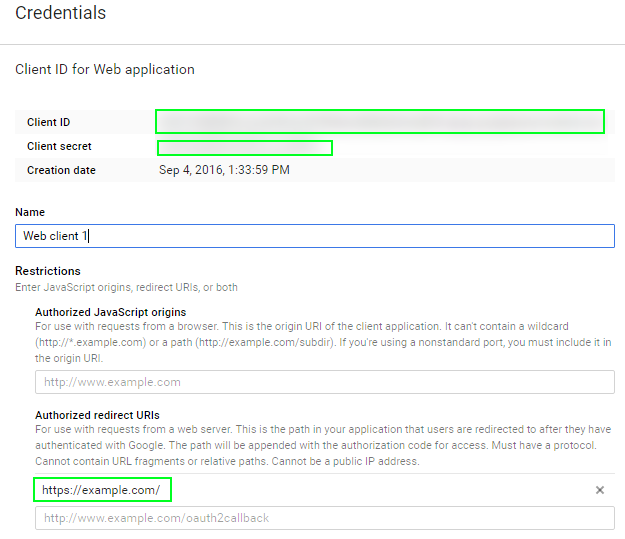 Credentials
Client ID for Web application
Client ID
Client secret
Creation date Sep 4, 2016, 1:33:59 PM
Name
Web client 1
Restrictions
Enter JavaScript origins, redirect URIs, or both
Authorized JavaScript origins
For use with requests from a browser. This is the origin URI of the client application. It can't contain a wildcard
(http://*.example.com) or a path (http://example.com/subdir). If you're using a nonstandard port, you must include it in
the origin URI.
http://www.example.com
Authorized redirect URIs
For use with requests from a web server. This is the path in your application that users are redirected to after they have
authenticated with Google. The path will be appended with the authorization code for access. Must have a protocol.
Cannot contain URL fragments or relative paths. Cannot be a public IP address.
https://example.com/
http://www.example.com/oauth2callback